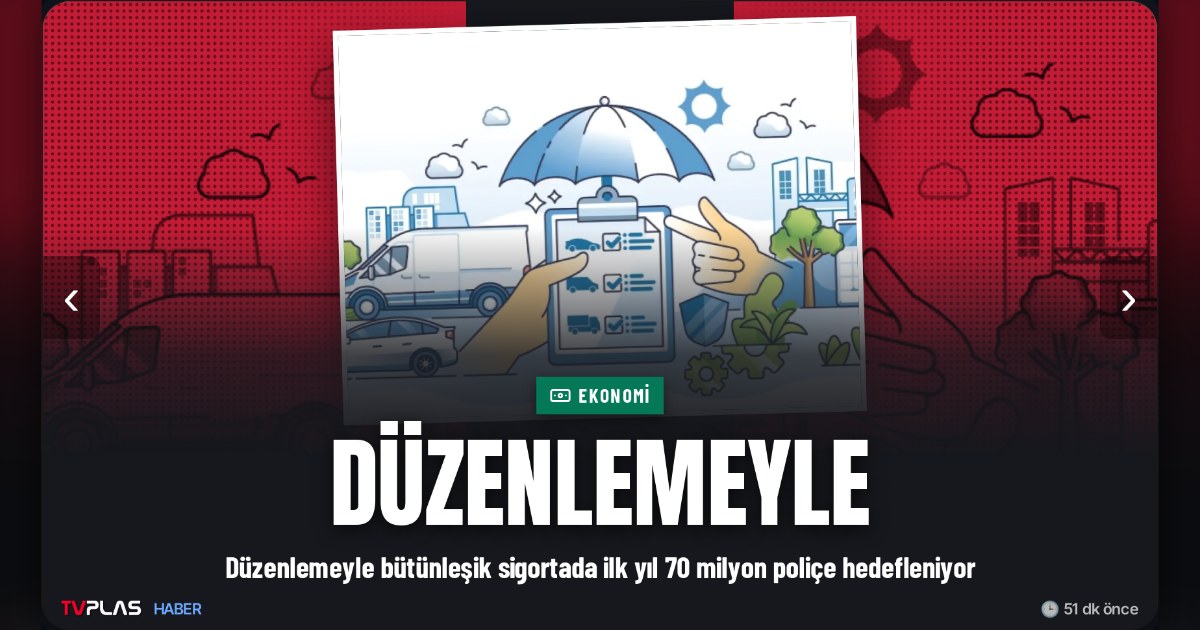 EKONOMİ
DÜZENLEMEYLE
Düzenlemeyle bütünleşik sigortada ilk yıl 70 milyon poliçe hedefleniyor
TVPLAS HABER
51 dk önce